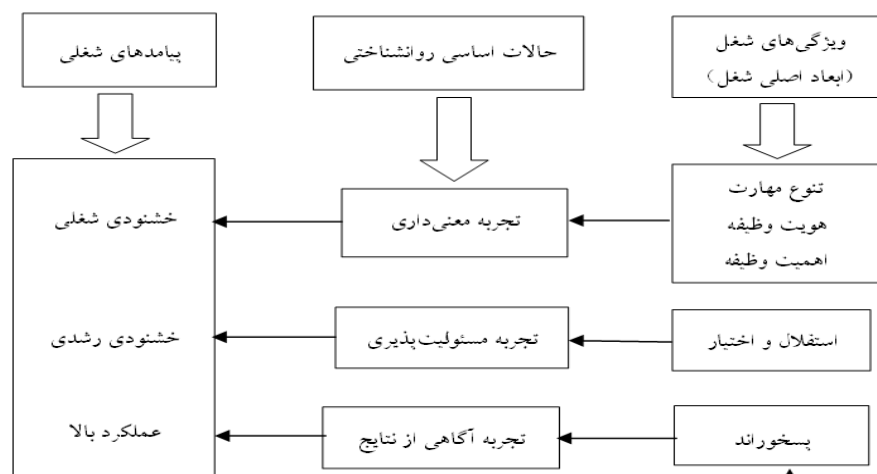 ویژگی‌های شغل
(ابعاد اصلی شغل)
حالات اساسی روانشناختی
پیامدهای شغلی
تنوع مهارت
هویت وظیفه
اهمیت وظیفه
تجربه معنی‌داری
خشنودی شغلی
استقلال و اختیار
تجربه مسئولیت‌پذیری
خشنودی رشدی
پسخوراند
تجربه آگاهی از نتایج
عملکرد بالا